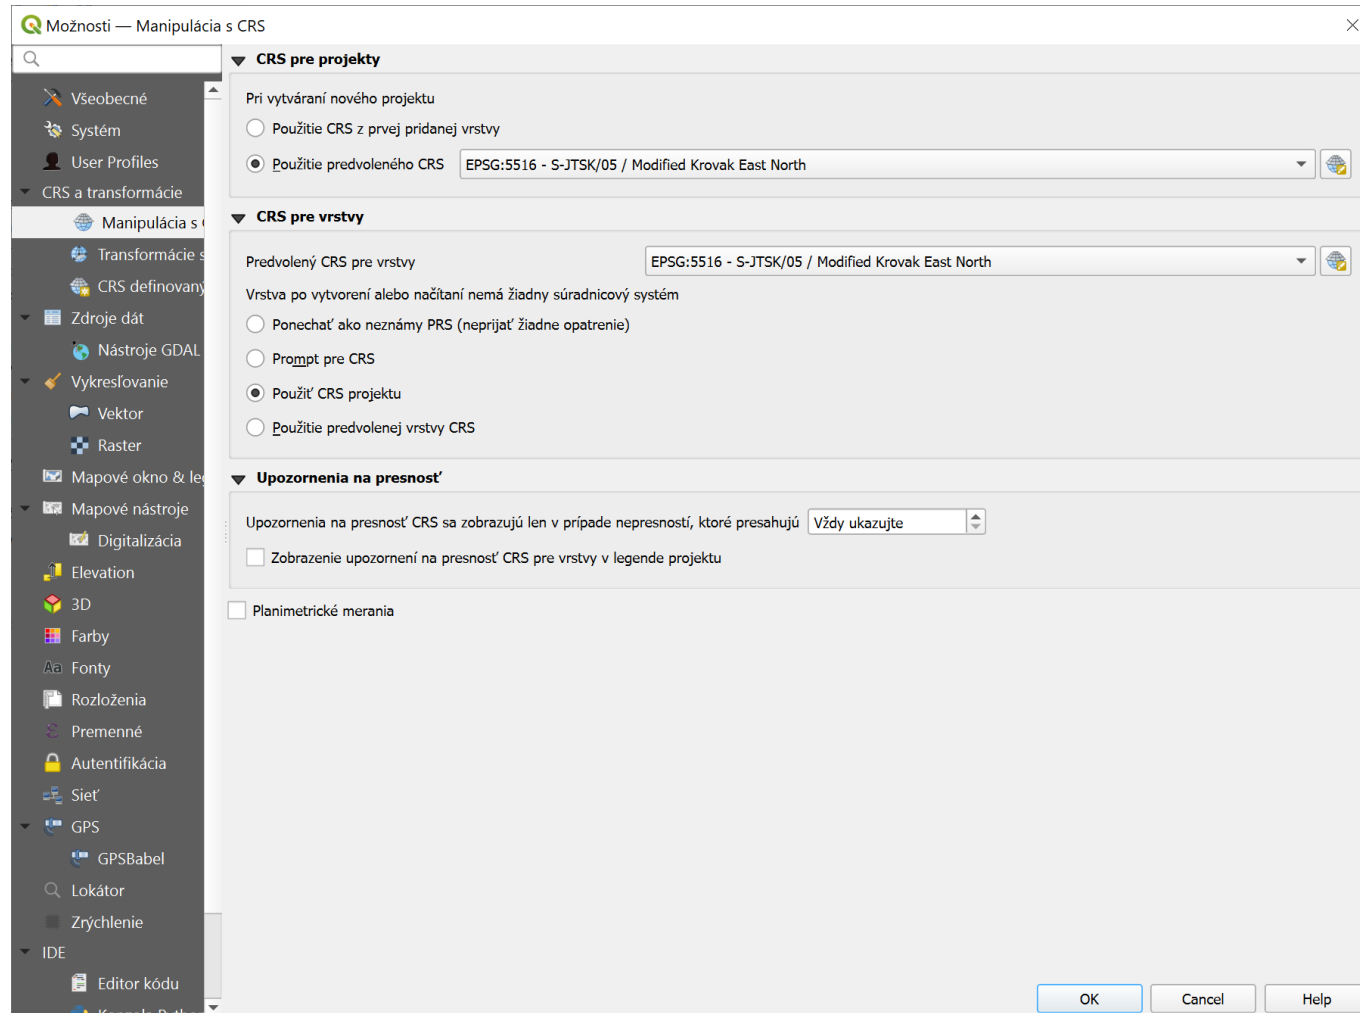 Možnosti — Manipulácia s CRS
Všeobecné
Systém
User Profiles
CRS a transformácie
Manipulácia s
Transformácie s
CRS definovaný
Zdroje dát
Nástroje GDAL
Vykresľovanie
Vektor
Raster
Mapové okno & le
Mapové nástroje
Digitalizácia
Elevation
3D
Farby
Fonty
Rozloženia
Premenné
Autentifikácia
Sieť
GPS
GPSBabel
Lokátor
Zrýchlenie
IDE
Editor kódu
CRS pre projekty
Pri vytváraní nového projektu
Použitie CRS z prvej pridanej vrstvy
Použitie predvoleného CRS EPSG:5516 - S-JTSK/05 / Modified Krovak East North
CRS pre vrstvy
Predvolený CRS pre vrstvy EPSG:5516 - S-JTSK/05 / Modified Krovak East North
Vrstva po vytvorení alebo načítaní nemá žiadny súradnicový systém
Ponechať ako neznámy PRS (neprijať žiadne opatrenie)
Prompt pre CRS
Použiť CRS projektu
Použitie predvolenej vrstvy CRS
Upozornenia na presnosť
Upozornenia na presnosť CRS sa zobrazujú len v prípade nepresností, ktoré presahujú Vždy ukazujte
Zobrazenie upozornení na presnosť CRS pre vrstvy v legende projektu
Planimetrické merania
OK Cancel Help